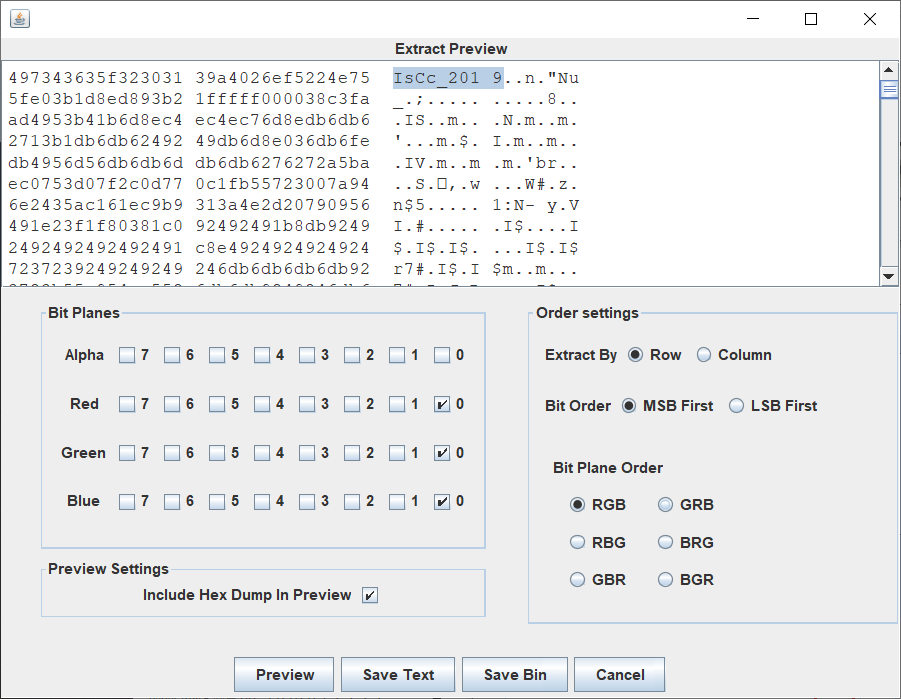 Extract Preview
497343635f323031 39a4026ef5224e75 IsCc_201 9..n."Nu
5fe03b1d8ed893b2 1fffff000038c3fa _.;..... .....8..
ad4953b41b6d8ec4 ec4ec76d8edb6db6 .IS..m.. .N.m..m.
2713b1db6db62492 49db6d8e036db6fe '...m.$. I.m..m..
db4956d56db6db6d db6db6276272a5ba .IV.m..m .m.'br..
ec0753d07f2c0d77 0c1fb55723007a94 ..S.□,.w ...W#.z.
6e2435ac161ec9b9 313a4e2d20790956 n$5..... 1:N- y.V
491e23f1f80381c0 92492491b8db9249 I.#..... .I$....I
2492492492492491 c8e4924924924924 $.I$.I$. ...I$.I$
7237239249249249 246db6db6db6db92 r7#.I$.I $m..m...
Bit Planes
Alpha 7 6 5 4 3 2 1 0
Red 7 6 5 4 3 2 1 0
Green 7 6 5 4 3 2 1 0
Blue 7 6 5 4 3 2 1 0
Preview Settings
Include Hex Dump In Preview
Order settings
Extract By Row Column
Bit Order MSB First LSB First
Bit Plane Order
RGB GRB
RBG BRG
GBR BGR
Preview Save Text Save Bin Cancel